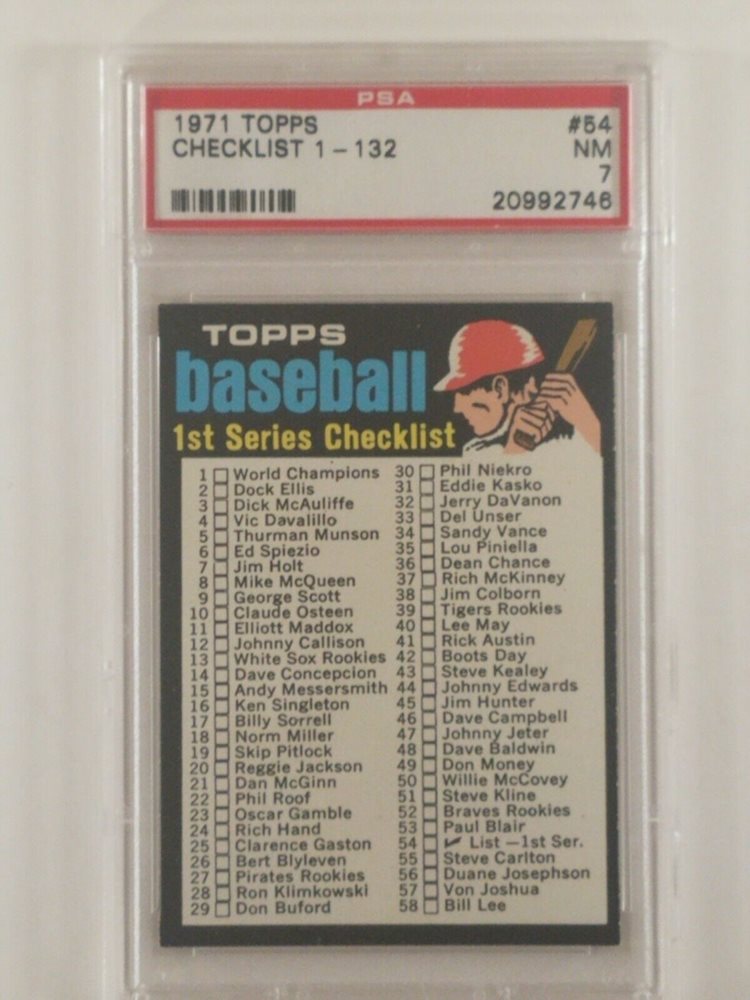 PSA
1971 TOPPS #54
CHECKLIST 1 - 132 NM
7
20992746
TOPPS
baseball
1st Series Checklist
1 World Champions
2 Dock Ellis
3 Dick McAuliffe
4 Vic Davalillo
5 Thurman Munson
6 Ed Spiezio
7 Jim Holt
8 Mike McQueen
9 George Scott
10 Claude Osteen
11 Elliott Maddox
12 Johnny Callison
13 White Sox Rookies
14 Dave Concepcion
15 Andy Messersmith
16 Ken Singleton
17 Billy Sorrell
18 Norm Miller
19 Skip Pitlock
20 Reggie Jackson
21 Dan McGinn
22 Phil Roof
23 Oscar Gamble
24 Rich Hand
25 Clarence Gaston
26 Bert Blyleven
27 Pirates Rookies
28 Ron Klimkowski
29 Don Buford
30 Phil Niekro
31 Eddie Kasko
32 Jerry DaVanon
33 Del Unser
34 Sandy Vance
35 Lou Piniella
36 Dean Chance
37 Rich McKinney
38 Jim Colborn
39 Tigers Rookies
40 Lee May
41 Rick Austin
42 Boots Day
43 Steve Kealey
44 Johnny Edwards
45 Jim Hunter
46 Dave Campbell
47 Johnny Jeter
48 Dave Baldwin
49 Don Money
50 Willie McCovey
51 Steve Kline
52 Braves Rookies
53 Paul Blair
54 ✓ List —1st Ser.
55 Steve Carlton
56 Duane Josephson
57 Von Joshua
58 Bill Lee